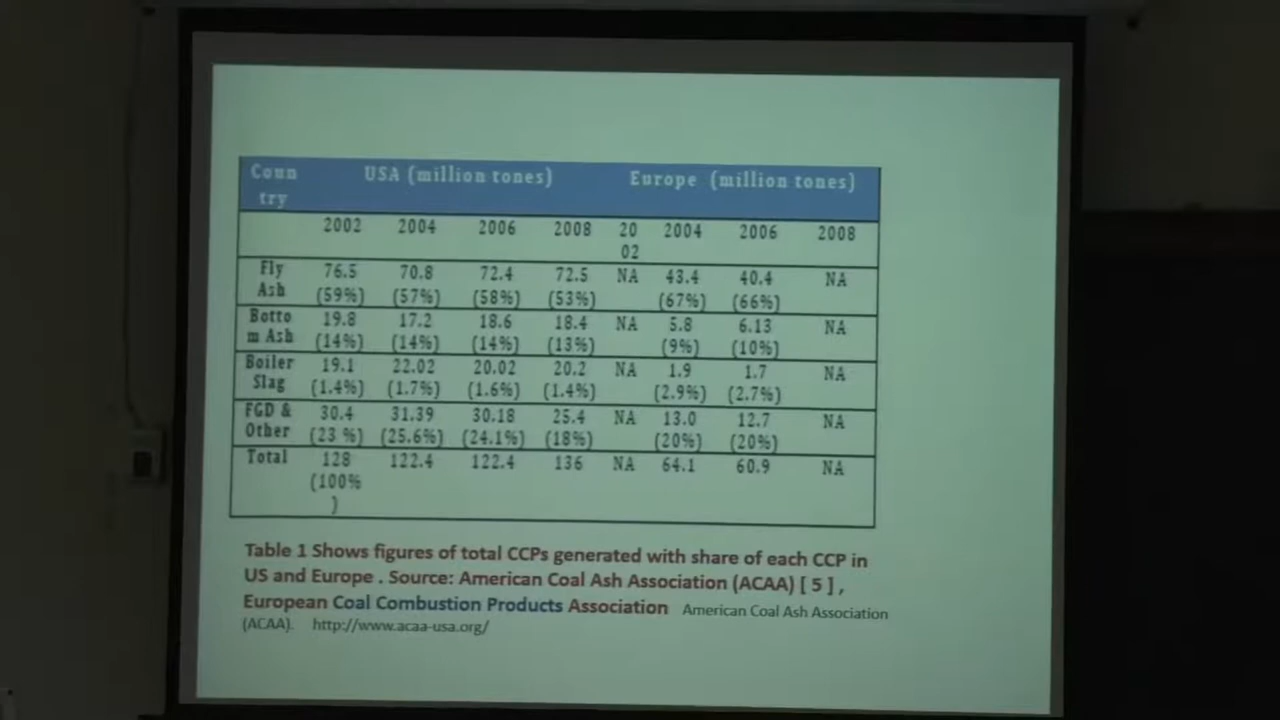 Coun USA (million tones) Europe (million tones)
try
2002 2004 2006 2008 20 2004 2006 2008
02
Fly 76.5 70.8 72.4 72.5 NA 43.4 40.4 NA
Ash (59%) (57%) (58%) (53%) (67%) (66%)
Botto 19.8 17.2 18.6 18.4 NA 5.8 6.13 NA
m Ash (14%) (14%) (14%) (13%) (9%) (10%)
Boiler 19.1 22.02 20.02 20.2 NA 1.9 1.7 NA
Slag (1.4%) (1.7%) (1.6%) (1.4%) (2.9%) (2.7%)
FGD & 30.4 31.39 30.18 25.4 NA 13.0 12.7 NA
Other (23 %) (25.6%) (24.1%) (18%) (20%) (20%)
Total 128 122.4 122.4 136 NA 64.1 60.9 NA
(100%
)
Table 1 Shows figures of total CCPs generated with share of each CCP in
US and Europe . Source: American Coal Ash Association (ACAA) [ 5 ] ,
European Coal Combustion Products Association American Coal Ash Association
(ACAA). http://www.acaa-usa.org/